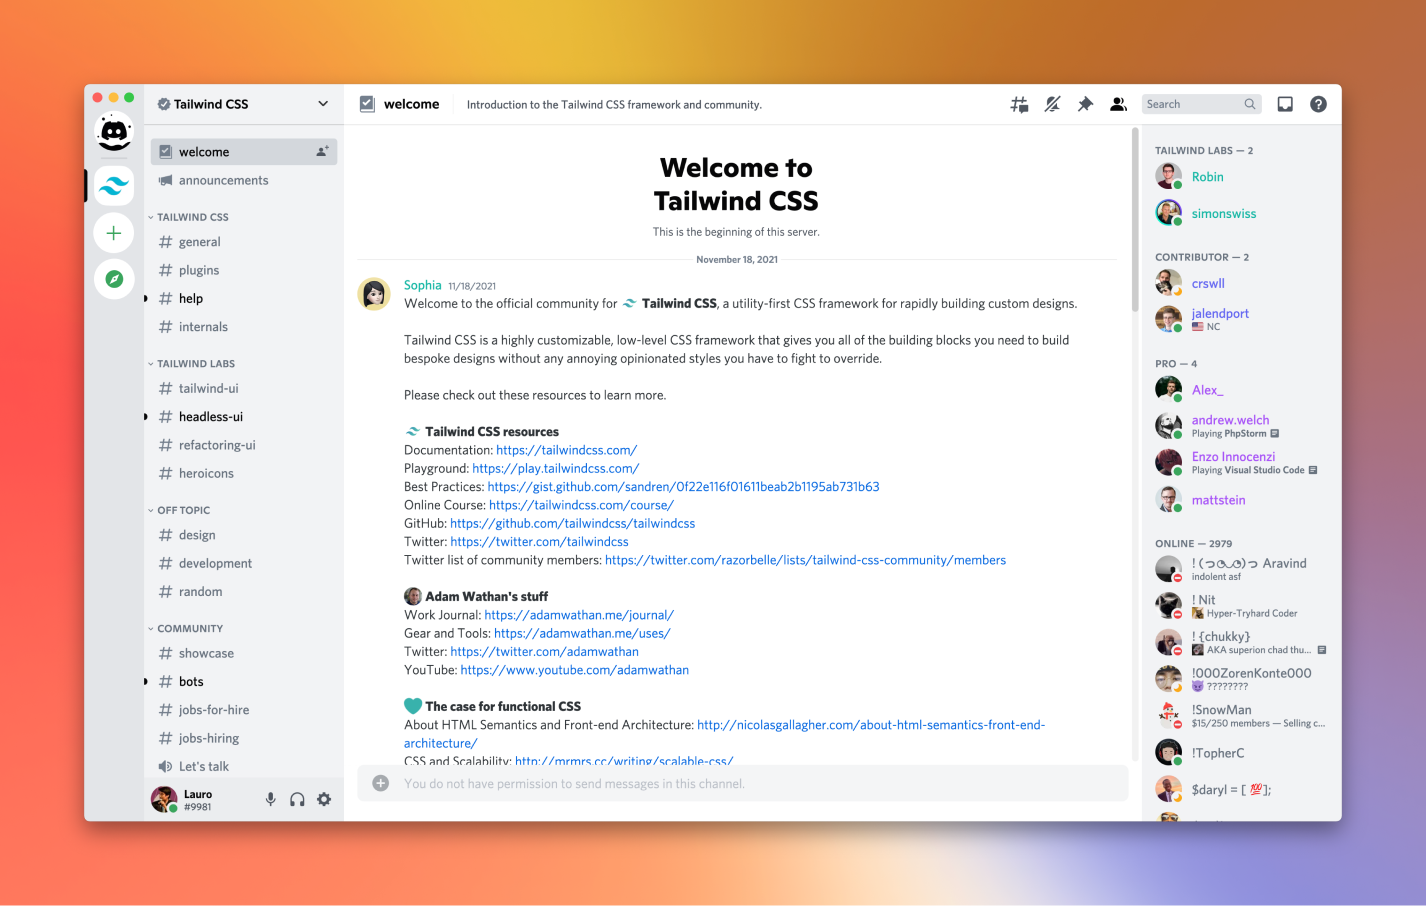 Tailwind CSS
welcome
announcements
TAILWIND CSS
general
plugins
help
internals
TAILWIND LABS
tailwind-ui
headless-ui
refactoring-ui
heroicons
OFF TOPIC
design
development
random
COMMUNITY
showcase
bots
jobs-for-hire
jobs-hiring
Let's talk
Lauro
#9981
welcome
Introduction to the Tailwind CSS framework and community.
Search
Welcome to
Tailwind CSS
This is the beginning of this server.
November 18, 2021
Sophia 11/18/2021
Welcome to the official community for Tailwind CSS, a utility-first CSS framework for rapidly building custom designs.
Tailwind CSS is a highly customizable, low-level CSS framework that gives you all of the building blocks you need to build
bespoke designs without any annoying opinionated styles you have to fight to override.
Please check out these resources to learn more.
Tailwind CSS resources
Documentation: https://tailwindcss.com/
Playground: https://play.tailwindcss.com/
Best Practices: https://gist.github.com/sandren/0f22e116f01611beab2b1195ab731b63
Online Course: https://tailwindcss.com/course/
GitHub: https://github.com/tailwindcss/tailwindcss
Twitter: https://twitter.com/tailwindcss
Twitter list of community members: https://twitter.com/razorbelle/lists/tailwind-css-community/members
Adam Wathan's stuff
Work Journal: https://adamwathan.me/journal/
Gear and Tools: https://adamwathan.me/uses/
Twitter: https://twitter.com/adamwathan
YouTube: https://www.youtube.com/adamwathan
The case for functional CSS
About HTML Semantics and Front-end Architecture: http://nicolasgallagher.com/about-html-semantics-front-end-
architecture/
CSS and Scalability: http://mrmrs.cc/writing/scalable-css/
You do not have permission to send messages in this channel.
TAILWIND LABS — 2
Robin
simonswiss
CONTRIBUTOR — 2
crswll
jalendport
NC
PRO — 4
Alex_
andrew.welch
Playing PhpStorm
Enzo Innocenzi
Playing Visual Studio Code
mattstein
ONLINE — 2979
! (つ◔◡◔)つ Aravind
indolent asf
! Nit
Hyper-Tryhard Coder
! {chukky}
AKA superion chad thu...
!000ZorenKonte000
????????
!SnowMan
$15/250 members — Selling c...
!TopherC
$daryl = [ 💯];